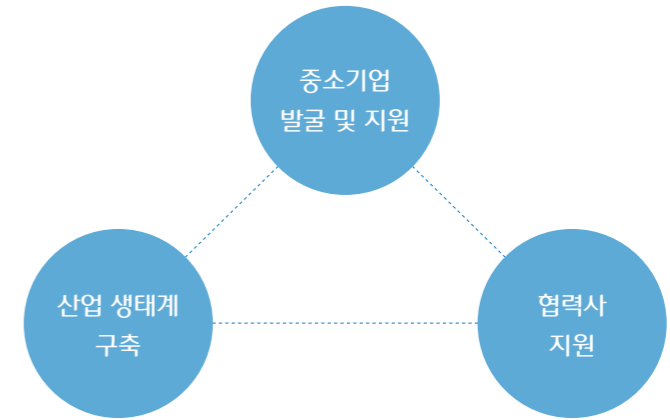 중소기업
발굴 및 지원
산업 생태계
구축
협력사
지원